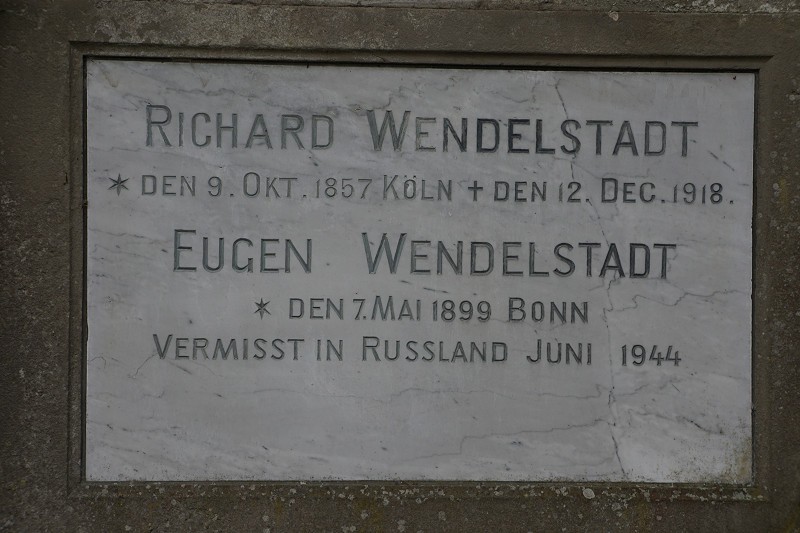 RICHARD WENDELSTADT
* DEN 9. OKT. 1857 KÖLN + DEN 12. DEC. 1918.
EUGEN WENDELSTADT
* DEN 7. MAI 1899 BONN
VERMISST IN RUSSLAND JUNI 1944